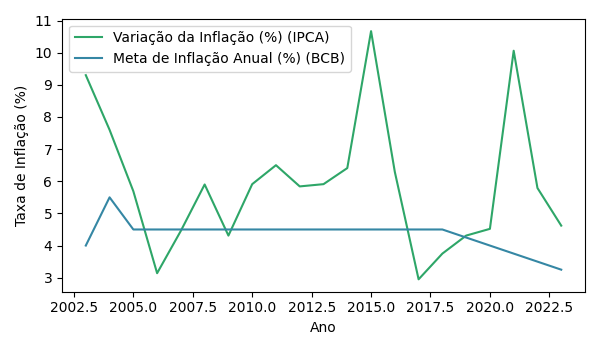 Variação da Inflação (%) (IPCA)
Meta de Inflação Anual (%) (BCB)
Taxa de Inflação (%)
11
10
9
8
7
6
5
4
3
2002.5 2005.0 2007.5 2010.0 2012.5 2015.0 2017.5 2020.0 2022.5
Ano